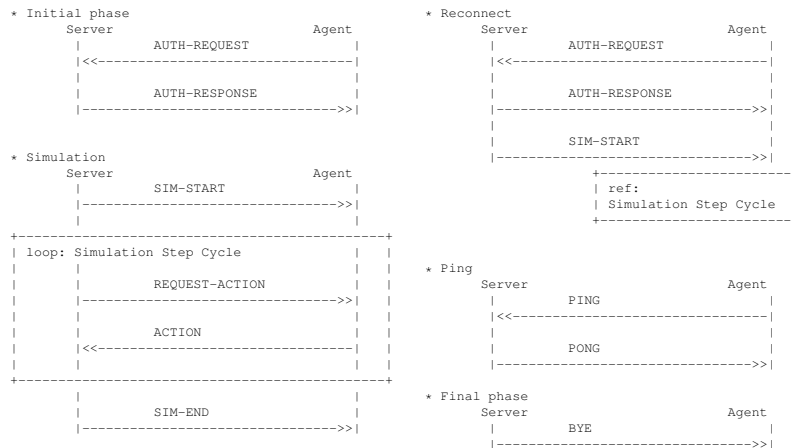 * Initial phase
Server Agent
AUTH-REQUEST
AUTH-RESPONSE
* Simulation
Server Agent
SIM-START
loop: Simulation Step Cycle
REQUEST-ACTION
ACTION
SIM-END
* Reconnect
Server Agent
AUTH-REQUEST
AUTH-RESPONSE
SIM-START
ref:
Simulation Step Cycle
* Ping
Server Agent
PING
PONG
* Final phase
Server Agent
BYE